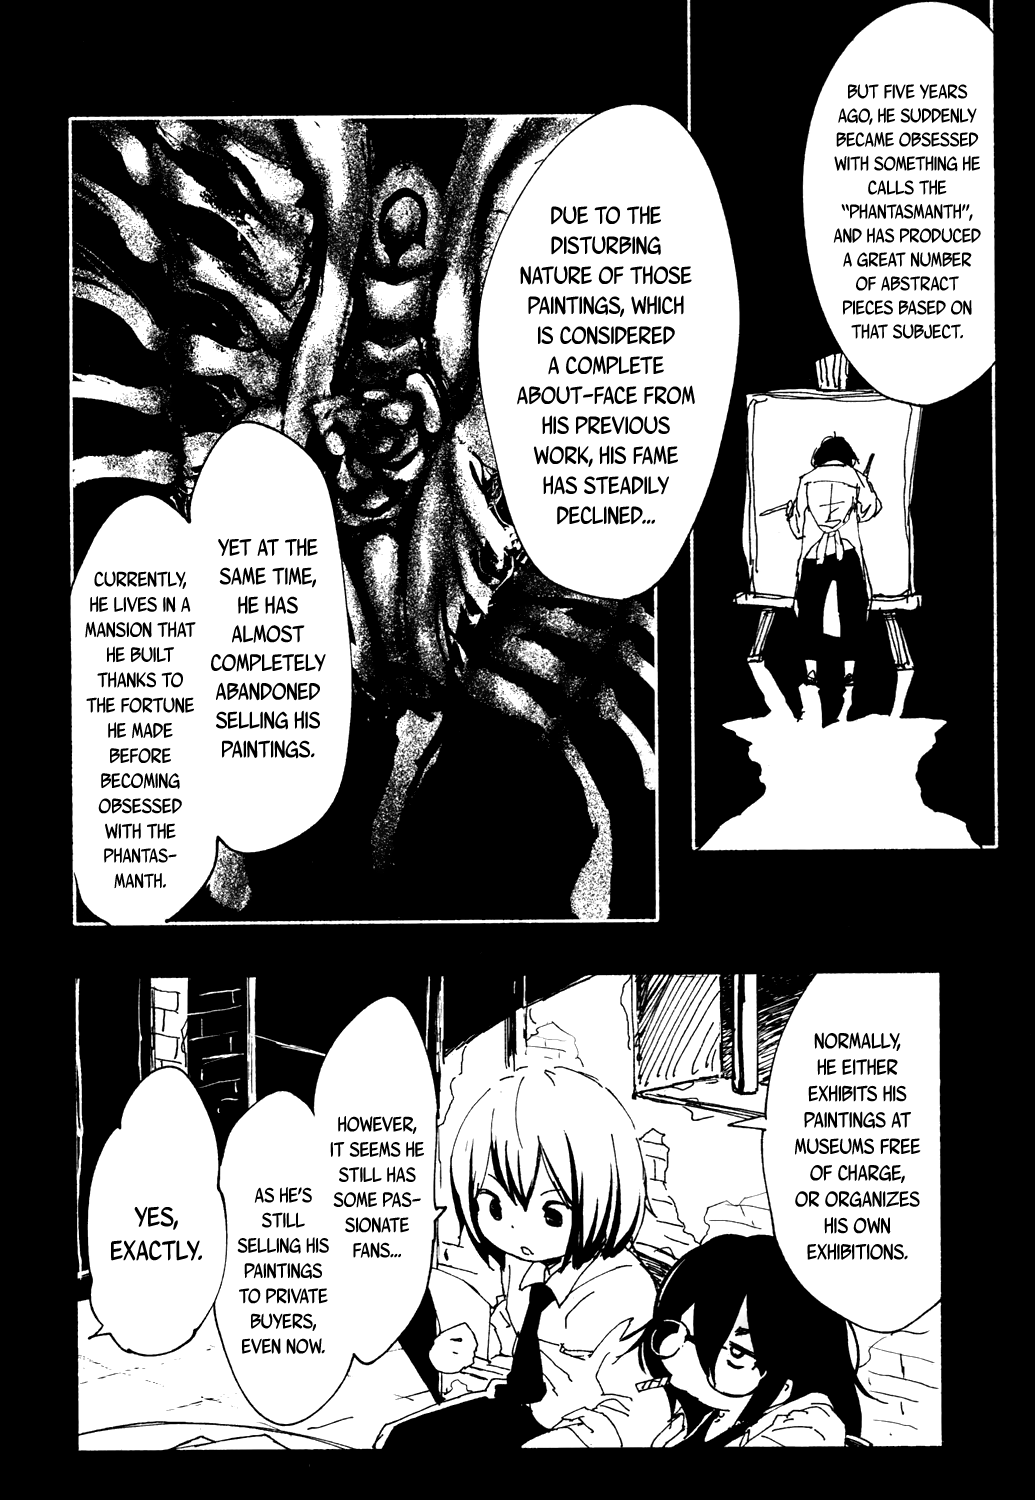 BUT FIVE YEARS
AGO, HE SUDDENLY
BECAME OBSESSED
WITH SOMETHING HE
CALLS THE
"PHANTASMANTH",
AND HAS PRODUCED
A GREAT NUMBER
OF ABSTRACT
PIECES BASED ON
THAT SUBJECT.
DUE TO THE
DISTURBING
NATURE OF THOSE
PAINTINGS, WHICH
IS CONSIDERED
A COMPLETE
ABOUT-FACE FROM
HIS PREVIOUS
WORK, HIS FAME
HAS STEADILY
DECLINED...
YET AT THE
SAME TIME,
HE HAS
ALMOST
COMPLETELY
ABANDONED
SELLING HIS
PAINTINGS.
CURRENTLY,
HE LIVES IN A
MANSION THAT
HE BUILT
THANKS TO
THE FORTUNE
HE MADE
BEFORE
BECOMING
OBSESSED
WITH THE
PHANTAS-
MANTH.
NORMALLY,
HE EITHER
EXHIBITS HIS
PAINTINGS AT
MUSEUMS FREE
OF CHARGE,
OR ORGANIZES
HIS OWN
EXHIBITIONS.
HOWEVER,
IT SEEMS HE
STILL HAS
SOME PAS-
SIONATE
FANS...
AS HE'S
STILL
SELLING HIS
PAINTINGS
TO PRIVATE
BUYERS,
EVEN NOW.
YES,
EXACTLY.